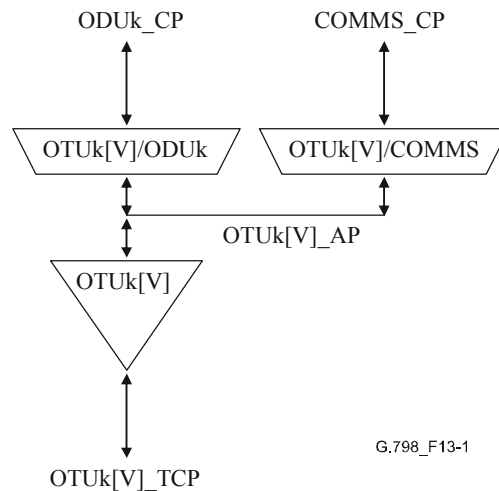 ODUk_CP
COMMS_CP
OTUk[V]/ODUk
OTUk[V]/COMMS
OTUk[V]_AP
OTUk[V]
G.798_F13-1
OTUk[V]_TCP